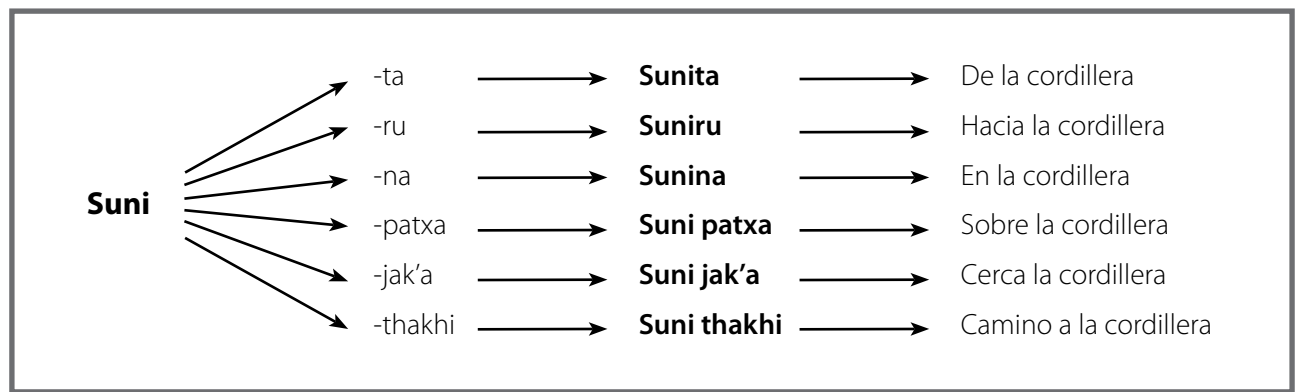 -ta Sunita De la cordillera
-ru Suniru Hacia la cordillera
-na Sunina En la cordillera
Suni
-patxa Suni patxa Sobre la cordillera
-jak’a Suni jak’a Cerca la cordillera
-thakhi Suni thakhi Camino a la cordillera